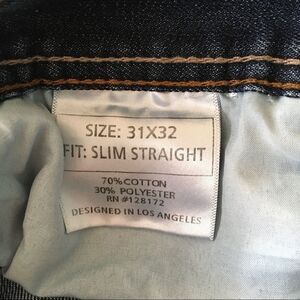 SIZE: 31X32
FIT: SLIM STRAIGHT
70%COTTON
30% POLYESTER
RN #128172
DESIGNED IN LOS ANGELES